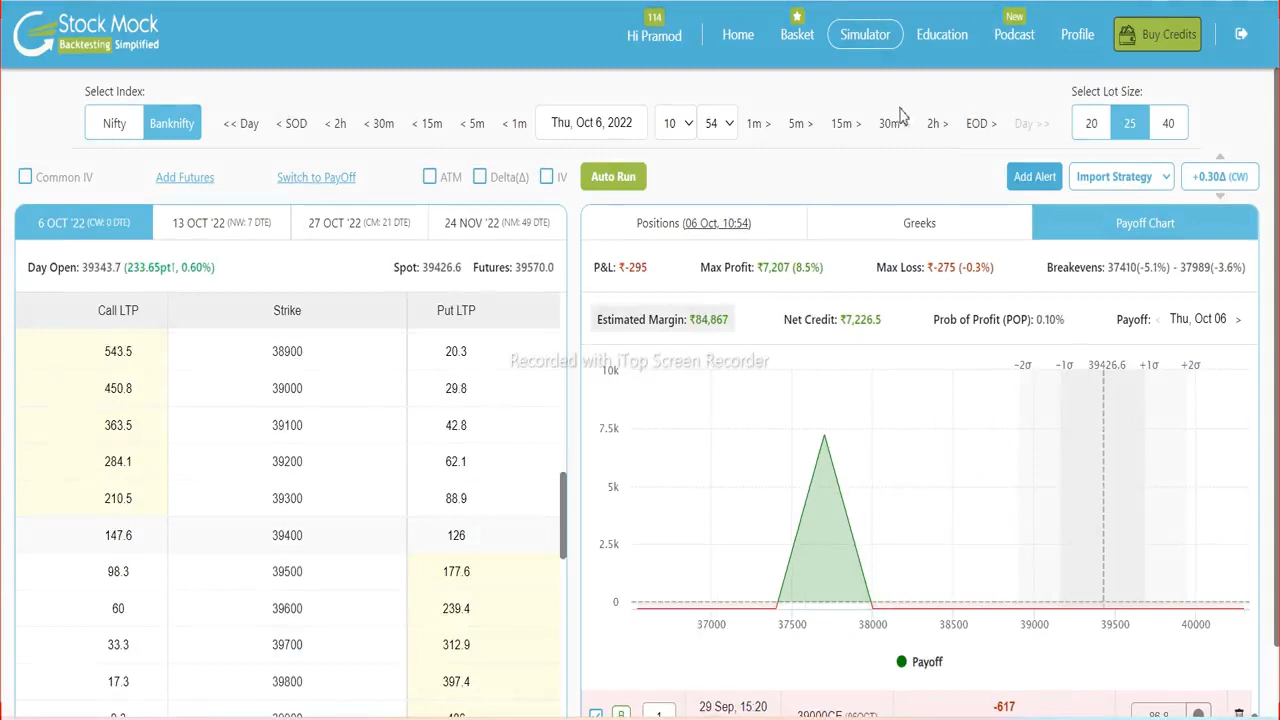 Stock Mock
Backtesting Simplified
114
Hi Pramod
Home
Basket
Simulator
Education
New
Podcast
Profile
Buy Credits
Select Index:
Select Lot Size:
Nifty
Banknifty
<< Day
< SOD
< 2h
< 30m
< 15m
< 5m
< 1m
Thu, Oct 6, 2022
10
54
1m >
5m >
15m >
30m
2h >
EOD >
Day >>
20
25
40
Common IV
Add Futures
Switch to PayOff
ATM
Delta(Δ)
IV
Auto Run
Add Alert
Import Strategy
+0.30Δ (CW)
6 OCT '22 (CW: 0 DTE)
13 OCT '22 (NW: 7 DTE)
27 OCT '22 (CM: 21 DTE)
24 NOV '22 (NM: 49 DTE)
Positions (06 Oct, 10:54)
Greeks
Payoff Chart
Day Open: 39343.7 (233.65pt↑, 0.60%)
Spot: 39426.6 Futures: 39570.0
P&L: ₹-295
Max Profit: ₹7,207 (8.5%)
Max Loss: ₹-275 (-0.3%)
Breakevens: 37410(-5.1%) - 37989(-3.6%)
Call LTP
Strike
Put LTP
Estimated Margin: ₹84,867
Net Credit: ₹7,226.5
Prob of Profit (POP): 0.10%
Payoff: < Thu, Oct 06 >
543.5 38900 20.3
450.8 39000 29.8
363.5 39100 42.8
284.1 39200 62.1
210.5 39300 88.9
147.6 39400 126
98.3 39500 177.6
60 39600 239.4
33.3 39700 312.9
17.3 39800 397.4
Recorded with iTop Screen Recorder
-2σ -1σ 39426.6 +1σ +2σ
10k
7.5k
5k
2.5k
0
37000 37500 38000 38500 39000 39500 40000
Payoff
B
1
29 Sep, 15:20
39000CE (06OCT)
-617
96.8